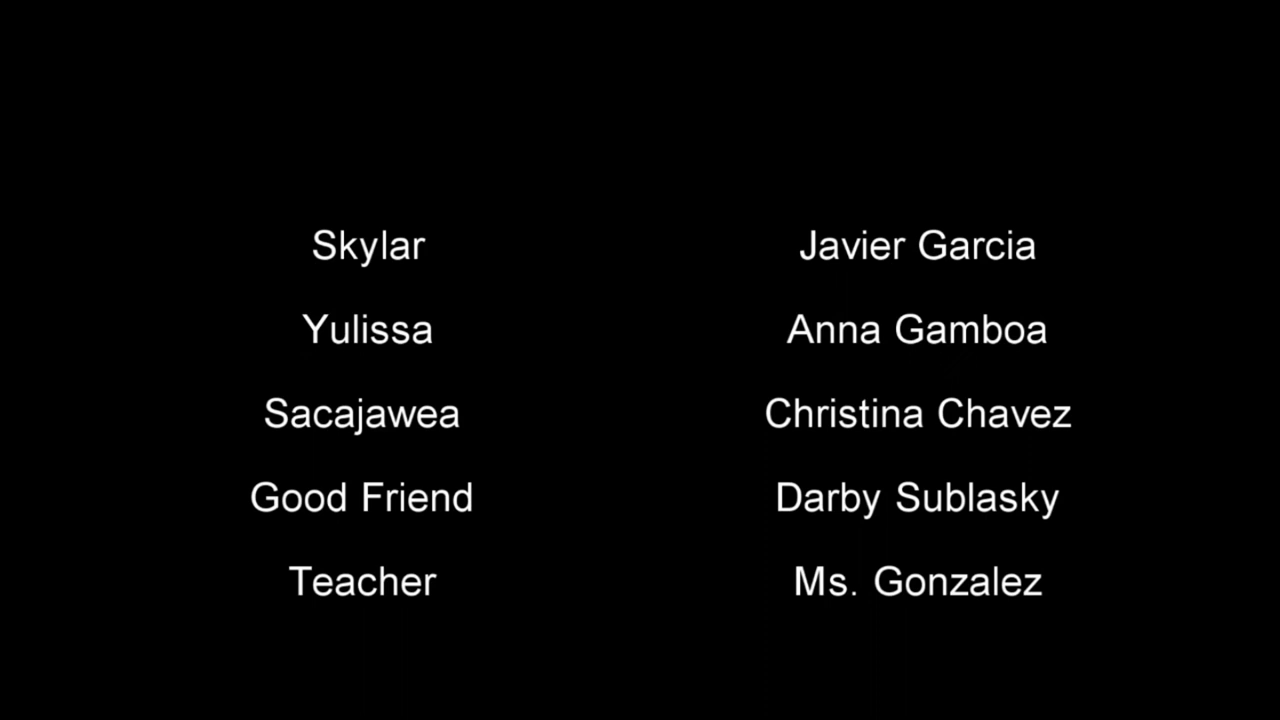 Skylar Javier Garcia
Yulissa Anna Gamboa
Sacajawea Christina Chavez
Good Friend Darby Sublasky
Teacher Ms. Gonzalez